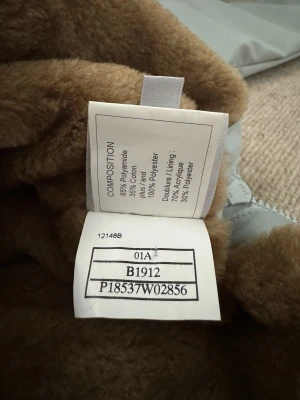 COMPOSITION
65% Polyamide
35% Coton
plus / and
100% Polyester
Doublure / Lining :
70% Acrylique
30% Polyester
12148B
01A
B1912
P18537W02856